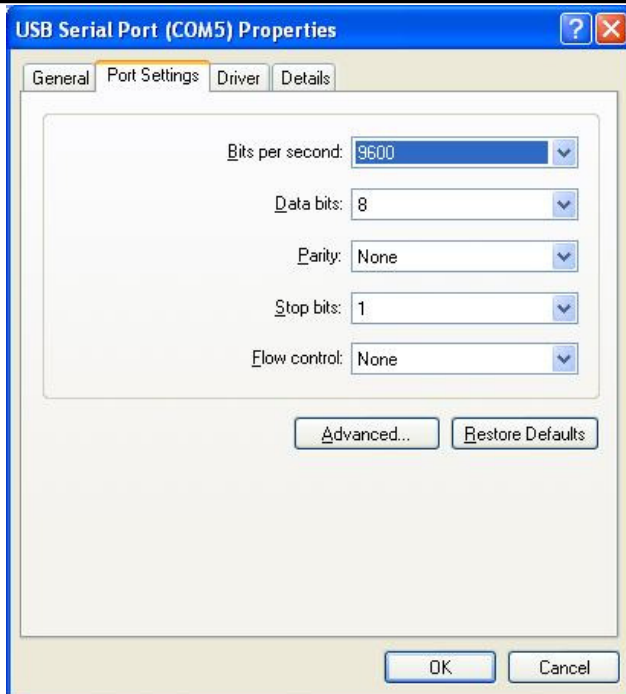 USB Serial Port (COM5) Properties
General Port Settings Driver Details
Bits per second: 9600
Data bits: 8
Parity: None
Stop bits: 1
Flow control: None
Advanced... Restore Defaults
OK Cancel